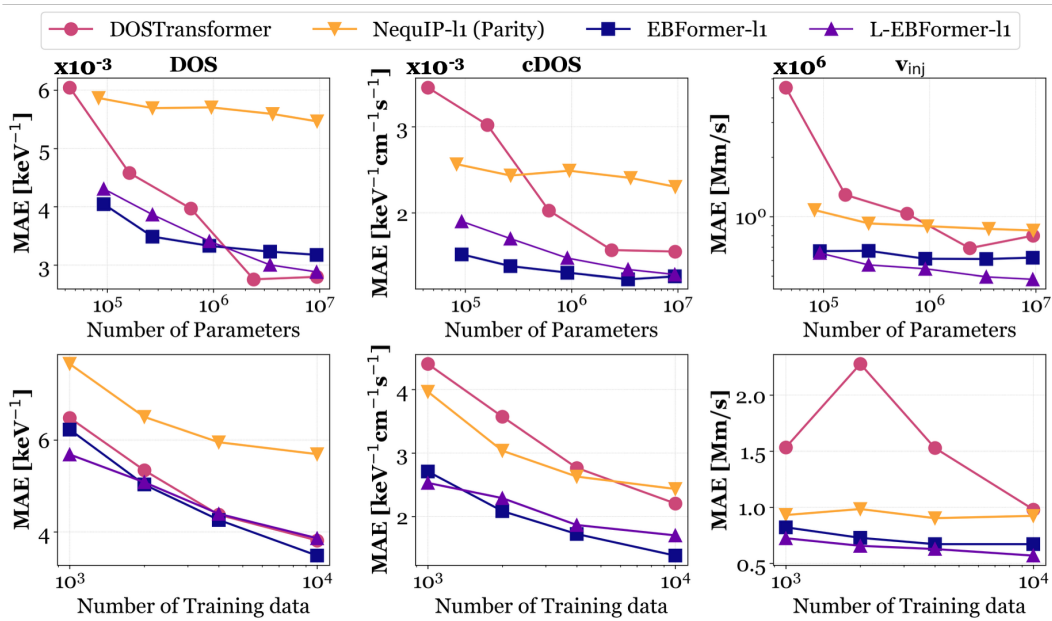 DOSTransformer NequIP-l1 (Parity) EBFormer-l1 L-EBFormer-l1
x10⁻³ DOS x10⁻³ cDOS x10⁶ v_inj
MAE [keV⁻¹]
6
5
4
3
10⁵ 10⁶ 10⁷
Number of Parameters
MAE [keV⁻¹cm⁻¹s⁻¹]
3
2
10⁵ 10⁶ 10⁷
Number of Parameters
MAE [Mm/s]
10⁰
10⁵ 10⁶ 10⁷
Number of Parameters
MAE [keV⁻¹]
6
4
10³ 10⁴
Number of Training data
MAE [keV⁻¹cm⁻¹s⁻¹]
4
3
2
10³ 10⁴
Number of Training data
MAE [Mm/s]
2.0
1.5
1.0
0.5
10³ 10⁴
Number of Training data